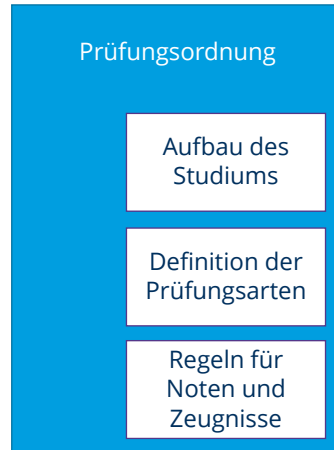 Prüfungsordnung
Aufbau des
Studiums
Definition der
Prüfungsarten
Regeln für
Noten und
Zeugnisse